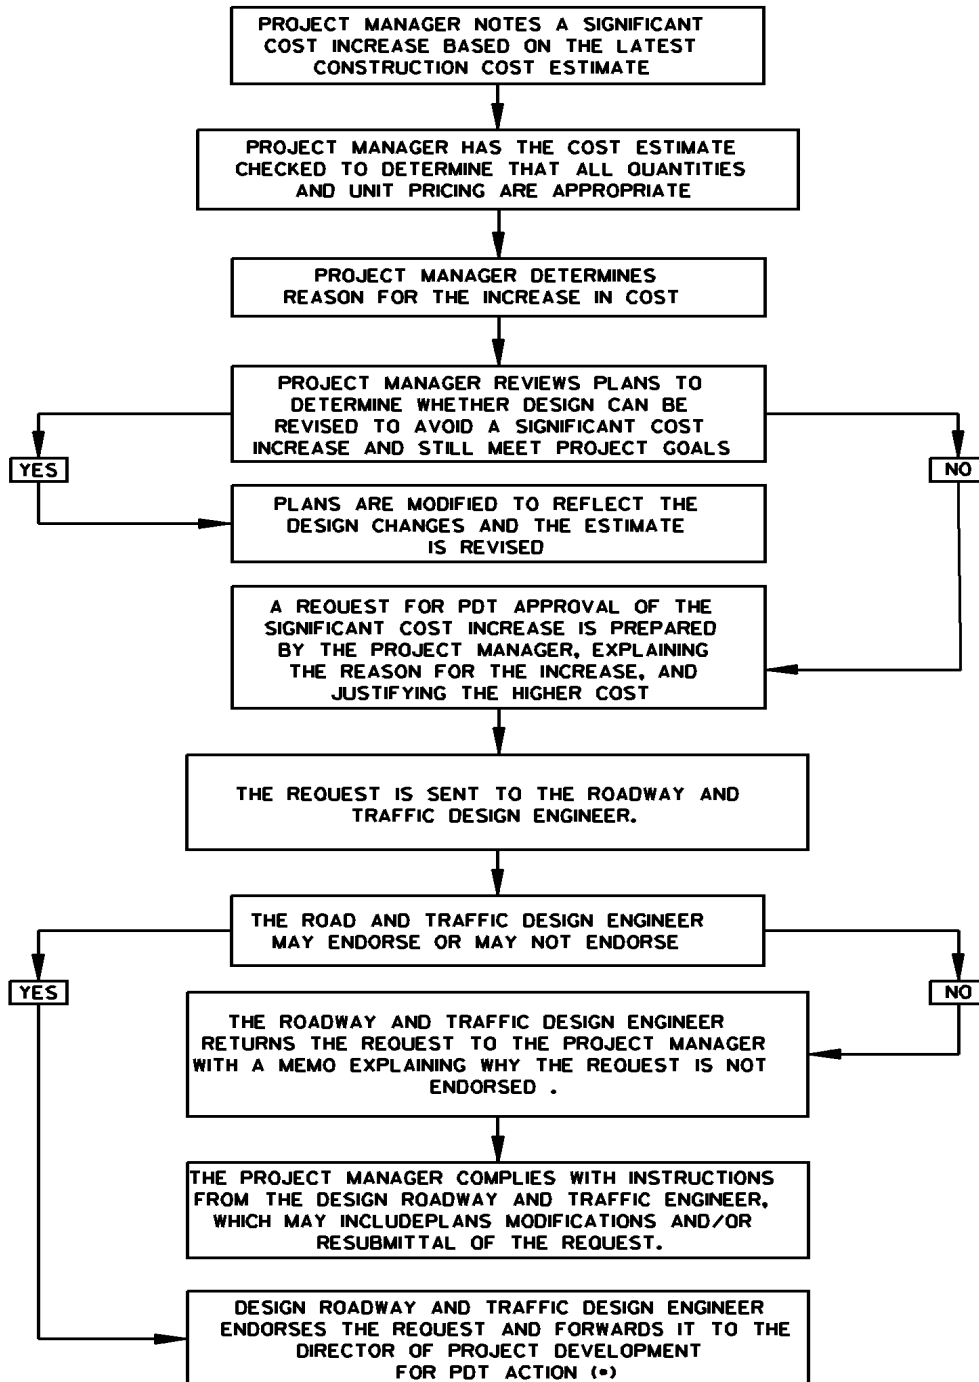 PROJECT MANAGER NOTES A SIGNIFICANT
COST INCREASE BASED ON THE LATEST
CONSTRUCTION COST ESTIMATE
PROJECT MANAGER HAS THE COST ESTIMATE
CHECKED TO DETERMINE THAT ALL QUANTITIES
AND UNIT PRICING ARE APPROPRIATE
PROJECT MANAGER DETERMINES
REASON FOR THE INCREASE IN COST
PROJECT MANAGER REVIEWS PLANS TO
DETERMINE WHETHER DESIGN CAN BE
REVISED TO AVOID A SIGNIFICANT COST
INCREASE AND STILL MEET PROJECT GOALS
YES
NO
PLANS ARE MODIFIED TO REFLECT THE
DESIGN CHANGES AND THE ESTIMATE
IS REVISED
A REQUEST FOR PDT APPROVAL OF THE
SIGNIFICANT COST INCREASE IS PREPARED
BY THE PROJECT MANAGER, EXPLAINING
THE REASON FOR THE INCREASE, AND
JUSTIFYING THE HIGHER COST
THE REQUEST IS SENT TO THE ROADWAY AND
TRAFFIC DESIGN ENGINEER.
THE ROAD AND TRAFFIC DESIGN ENGINEER
MAY ENDORSE OR MAY NOT ENDORSE
YES
NO
THE ROADWAY AND TRAFFIC DESIGN ENGINEER
RETURNS THE REQUEST TO THE PROJECT MANAGER
WITH A MEMO EXPLAINING WHY THE REQUEST IS NOT
ENDORSED .
THE PROJECT MANAGER COMPLIES WITH INSTRUCTIONS
FROM THE DESIGN ROADWAY AND TRAFFIC ENGINEER,
WHICH MAY INCLUDEPLANS MODIFICATIONS AND/OR
RESUBMITTAL OF THE REQUEST.
DESIGN ROADWAY AND TRAFFIC DESIGN ENGINEER
ENDORSES THE REQUEST AND FORWARDS IT TO THE
DIRECTOR OF PROJECT DEVELOPMENT
FOR PDT ACTION (*)